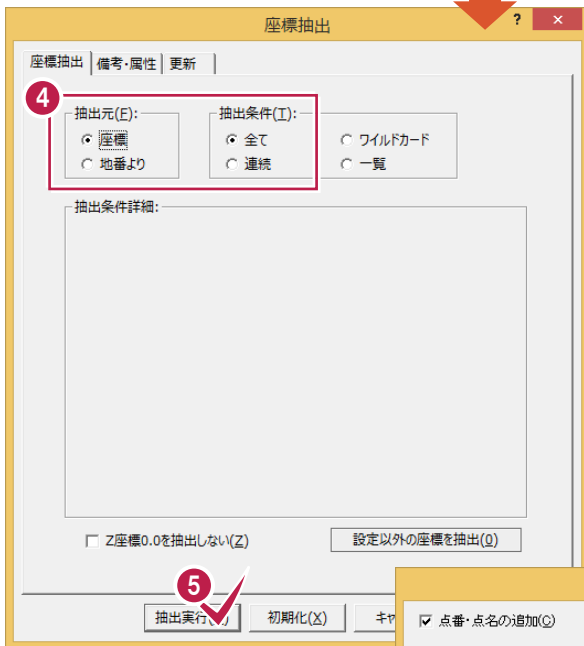 座標抽出 ? ×
座標抽出 備考・属性 更新
4
抽出元(F): 抽出条件(T):
座標 全て ワイルドカード
地番より 連続 一覧
抽出条件詳細:
Z座標0.0を抽出しない(Z) 設定以外の座標を抽出(O)
5
抽出実行( 初期化(X) キャ
点番・点名の追加(C)